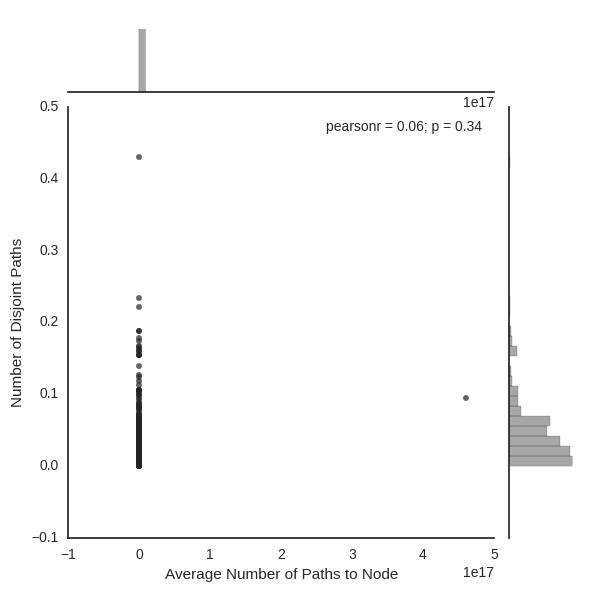 1e17
pearsonr = 0.06; p = 0.34
0.5
0.4
0.3
0.2
0.1
0.0
−0.1
Number of Disjoint Paths
−1 0 1 2 3 4 5
Average Number of Paths to Node 1e17